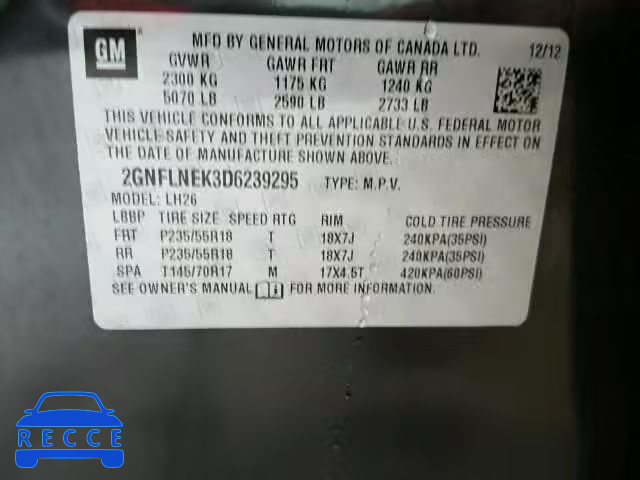 GM
MFD BY GENERAL MOTORS OF CANADA LTD. 12/12
GVWR GAWR FRT GAWR RR
2300 KG 1175 KG 1240 KG
5070 LB 2590 LB 2733 LB
THIS VEHICLE CONFORMS TO ALL APPLICABLE U.S. FEDERAL MOTOR
VEHICLE SAFETY AND THEFT PREVENTION STANDARDS IN EFFECT ON
THE DATE OF MANUFACTURE SHOWN ABOVE.
2GNFLNEK3D6239295 TYPE: M.P.V.
MODEL: LH26
LBBP TIRE SIZE SPEED RTG RIM COLD TIRE PRESSURE
FRT P235/55R18 T 18X7J 240KPA(35PSI)
RR P235/55R18 T 18X7J 240KPA(35PSI)
SPA T145/70R17 M 17X4.5T 420KPA(60PSI)
SEE OWNER'S MANUAL FOR MORE INFORMATION.
RECCE